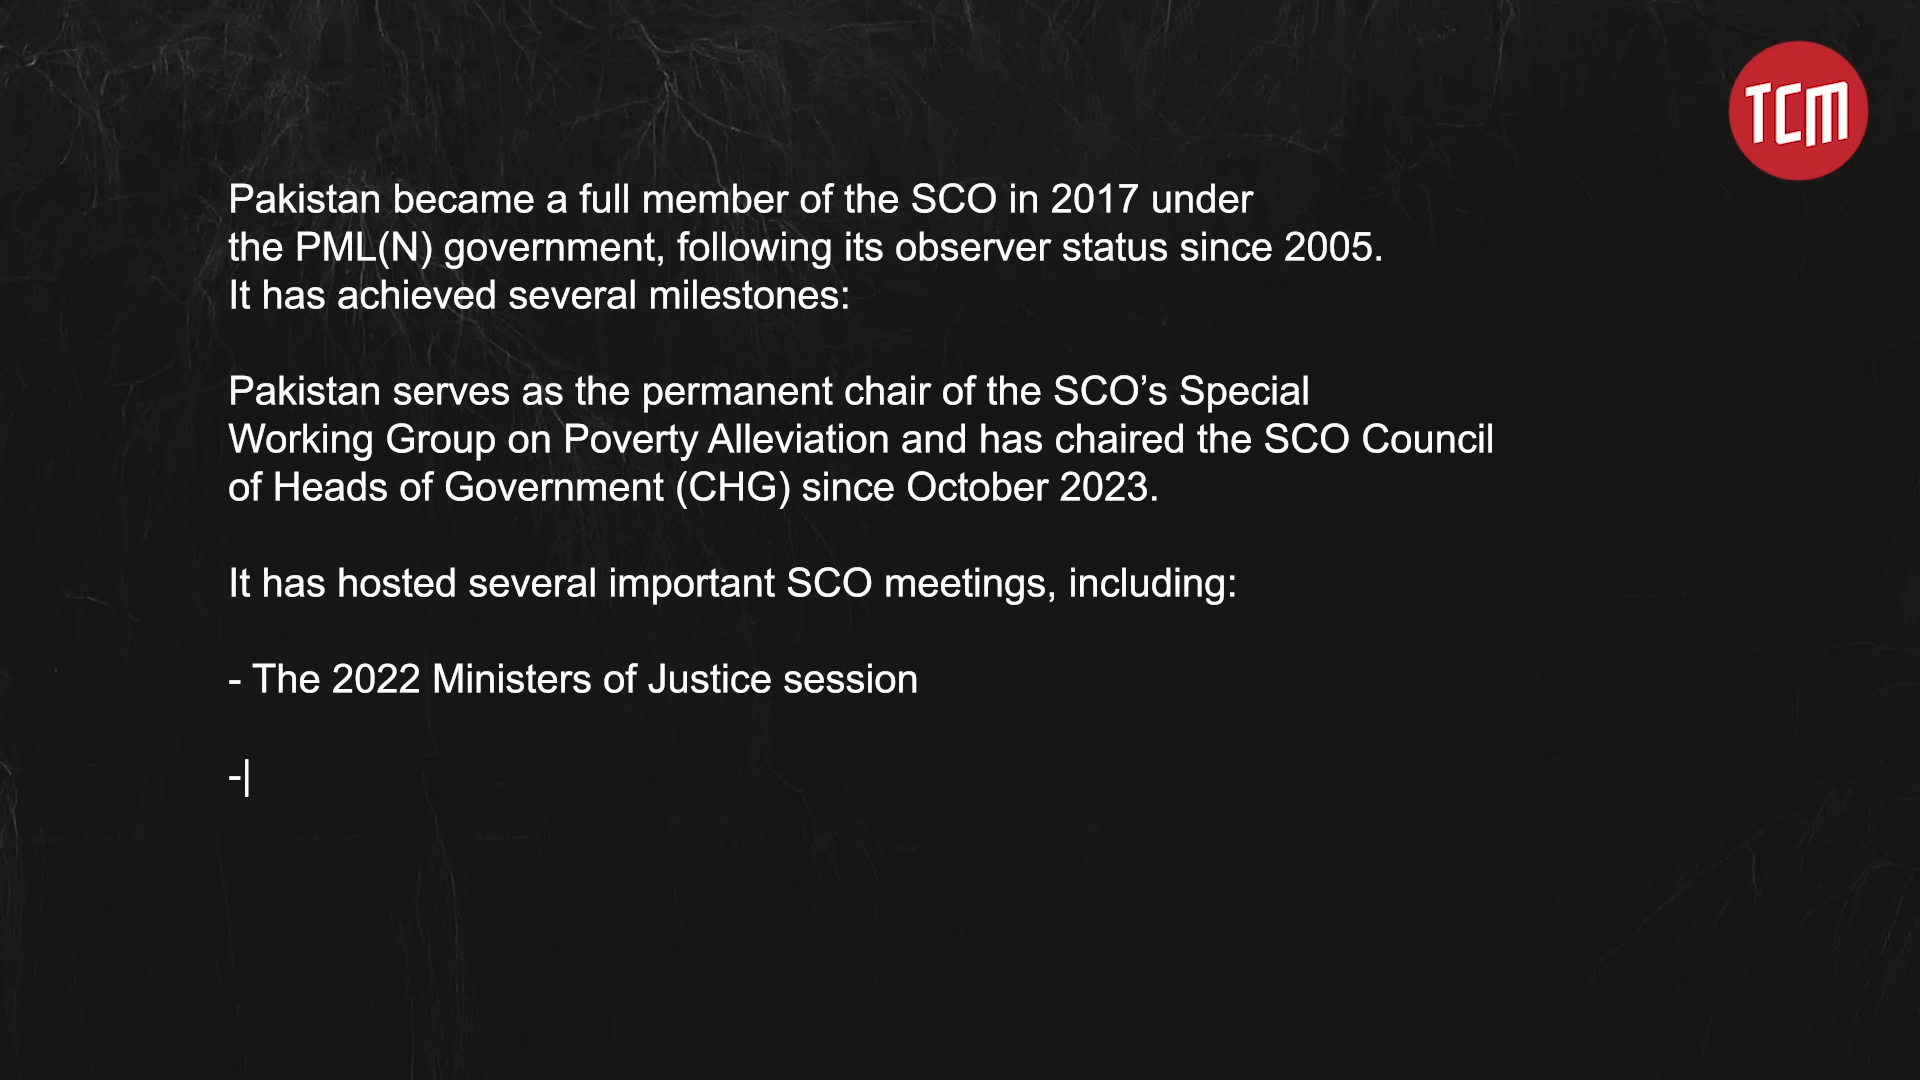 TCM
Pakistan became a full member of the SCO in 2017 under
the PML(N) government, following its observer status since 2005.
It has achieved several milestones:
Pakistan serves as the permanent chair of the SCO’s Special
Working Group on Poverty Alleviation and has chaired the SCO Council
of Heads of Government (CHG) since October 2023.
It has hosted several important SCO meetings, including:
- The 2022 Ministers of Justice session
-|